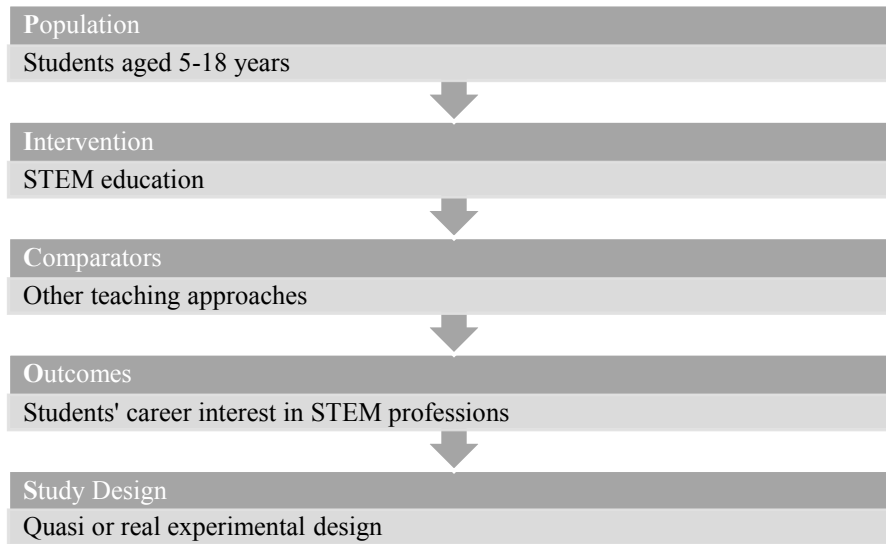 Population
Students aged 5-18 years
Intervention
STEM education
Comparators
Other teaching approaches
Outcomes
Students' career interest in STEM professions
Study Design
Quasi or real experimental design